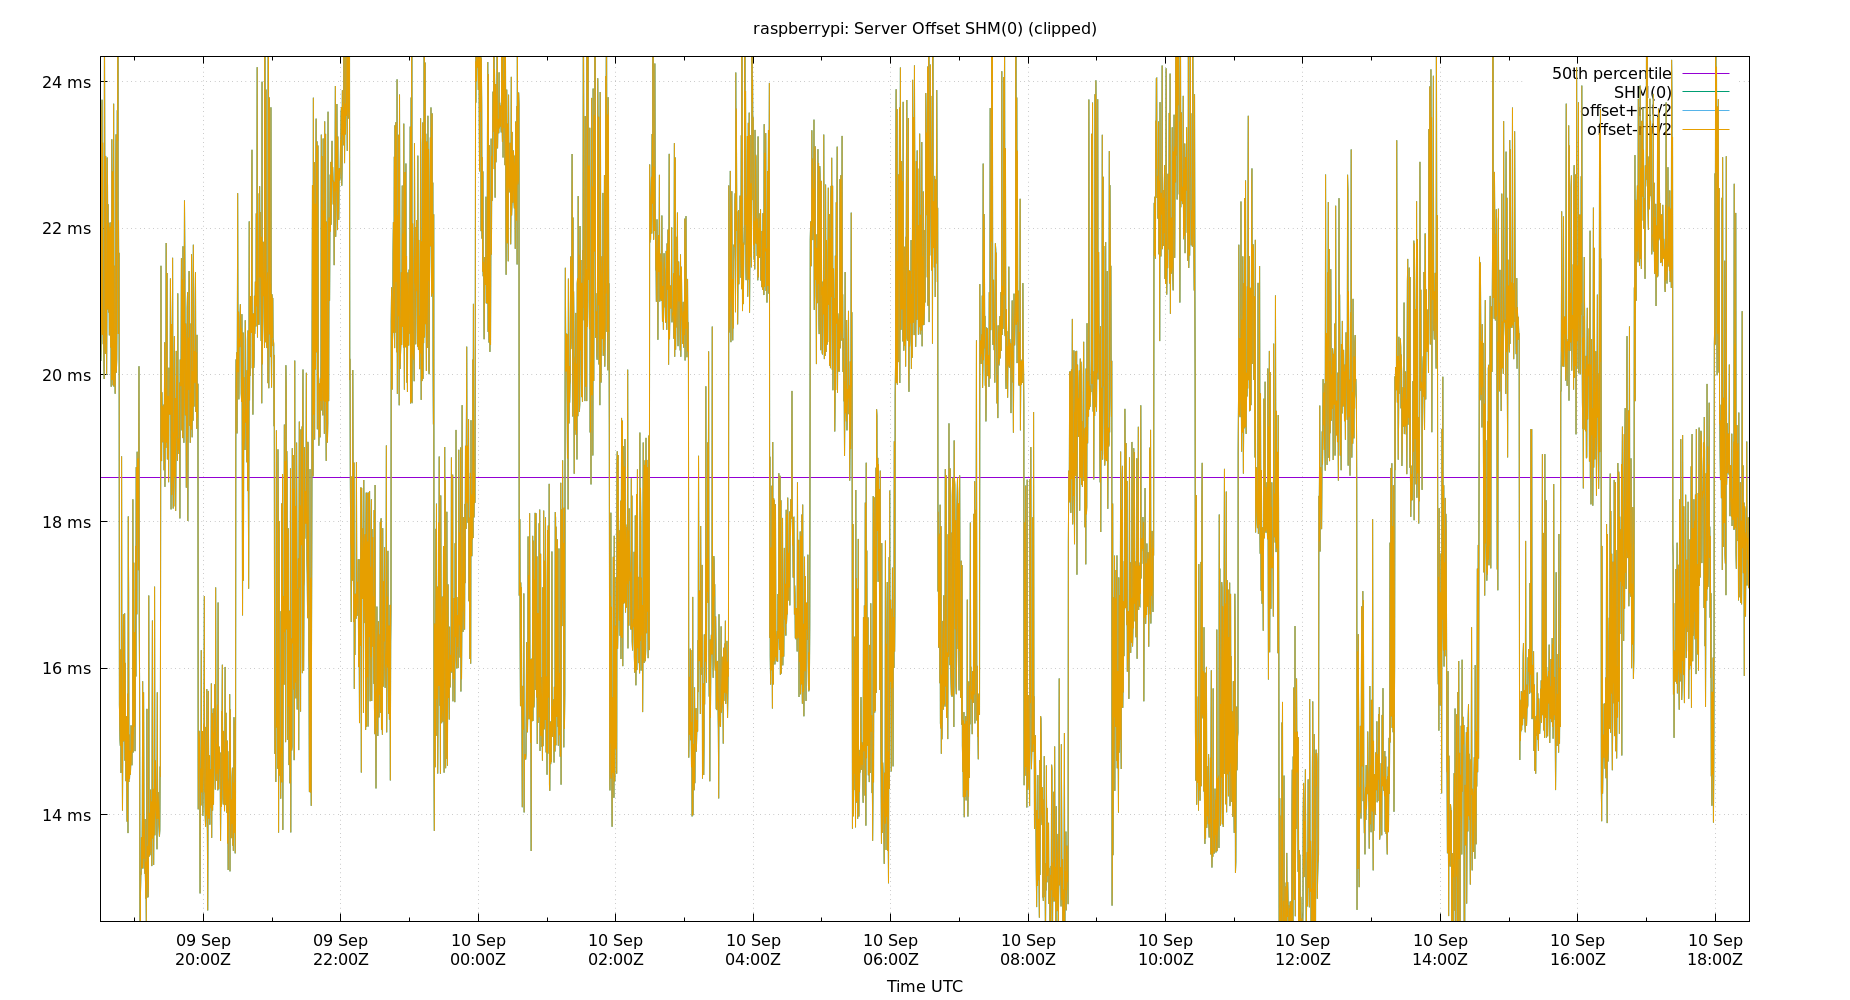 raspberrypi: Server Offset SHM(0) (clipped)
50th percentile
SHM(0)
offset+rtt/2
offset-rtt/2
24 ms
22 ms
20 ms
18 ms
16 ms
14 ms
09 Sep 09 Sep 10 Sep 10 Sep 10 Sep 10 Sep 10 Sep 10 Sep 10 Sep 10 Sep 10 Sep 10 Sep
20:00Z 22:00Z 00:00Z 02:00Z 04:00Z 06:00Z 08:00Z 10:00Z 12:00Z 14:00Z 16:00Z 18:00Z
Time UTC